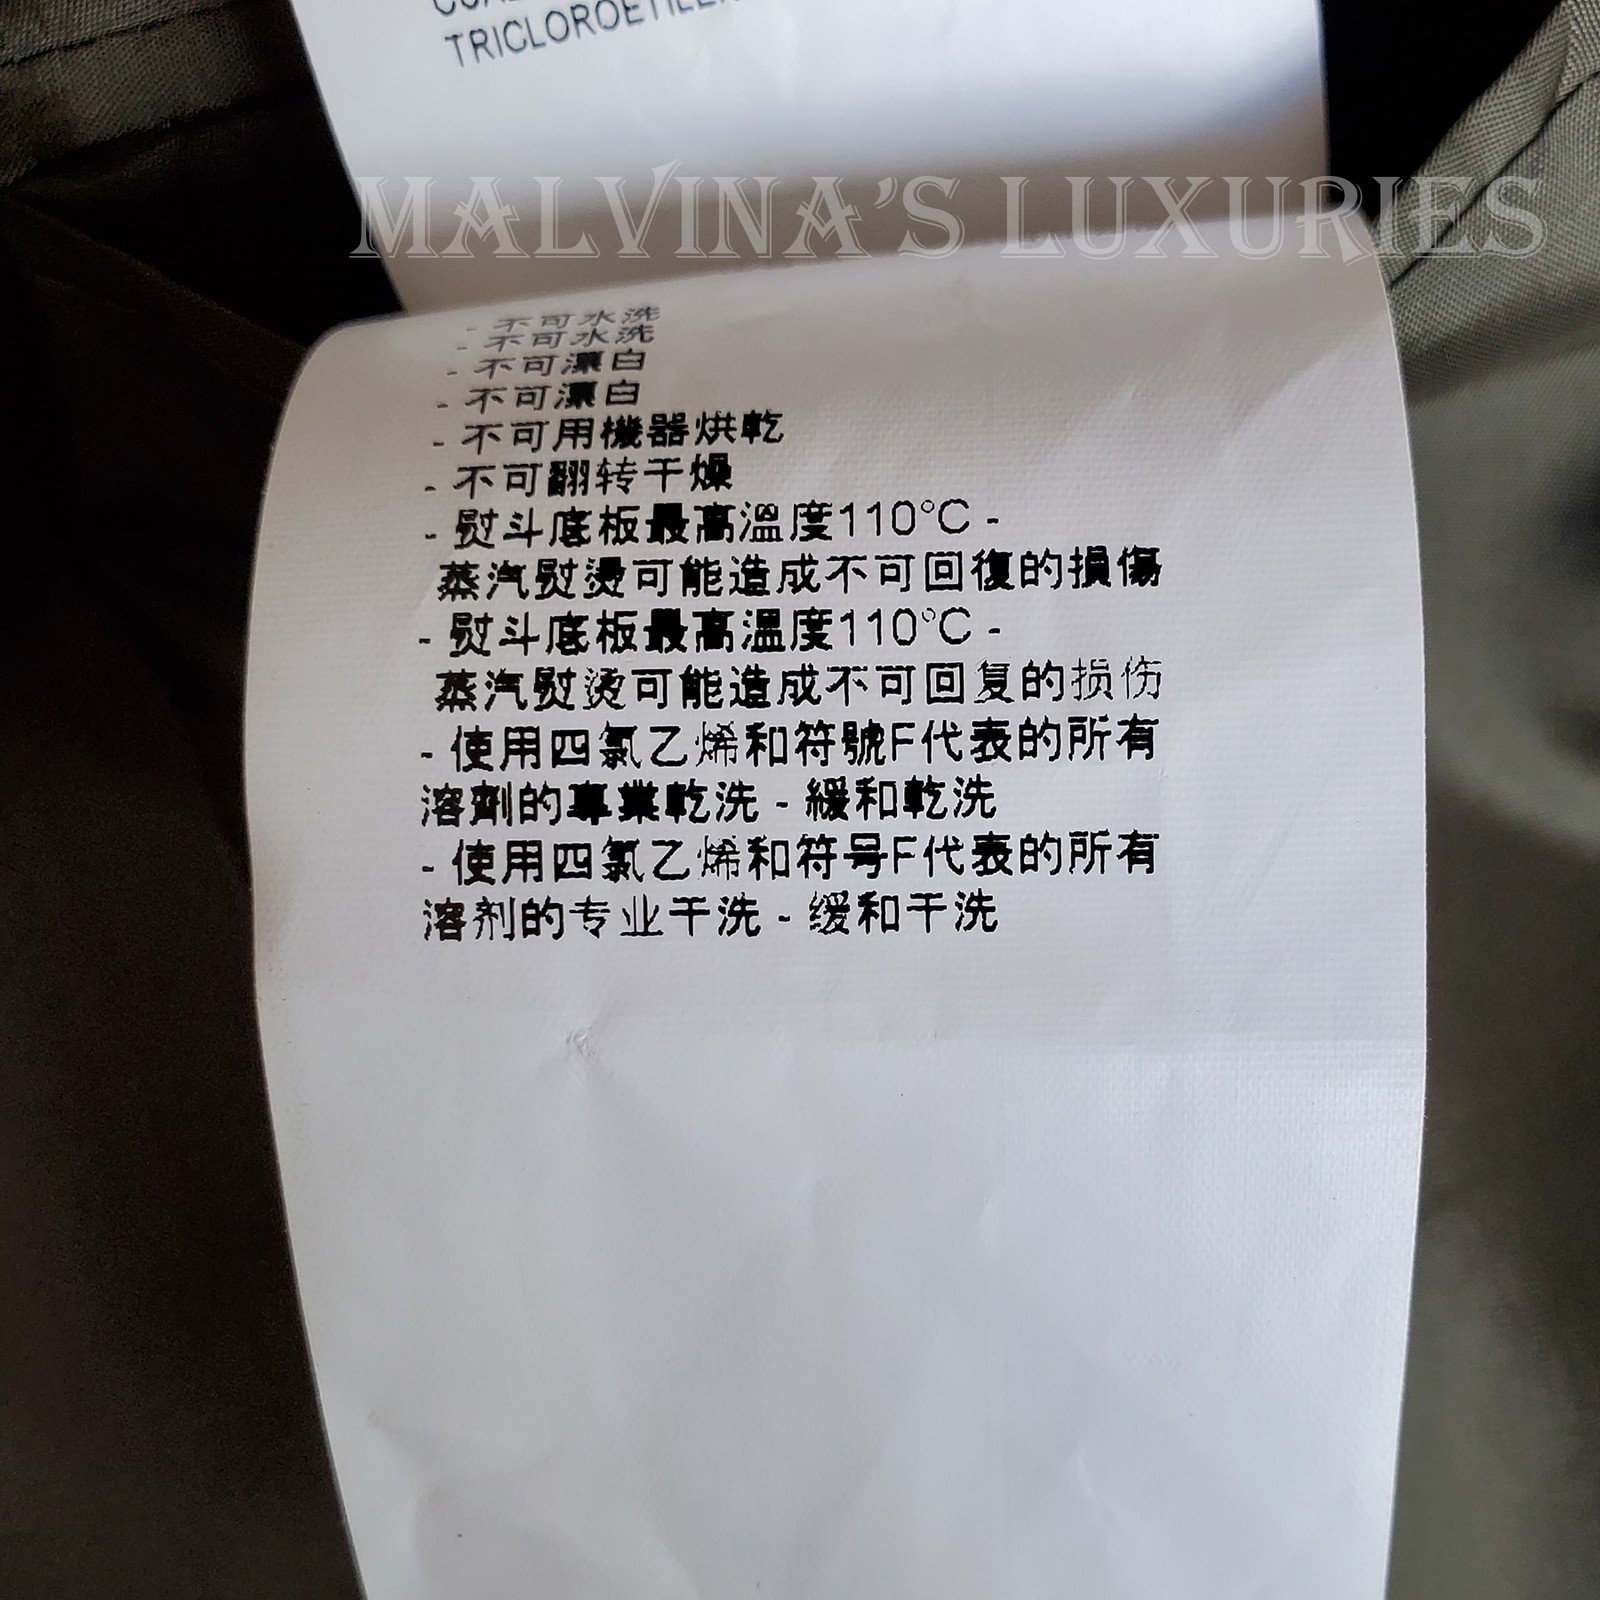 TRICLOROETILE
MALVINA'S LUXURIES
- 不可水洗
- 不可水洗
- 不可漂白
- 不可漂白
- 不可用機器烘乾
- 不可翻转干燥
- 熨斗底板最高溫度110°C -
蒸汽熨燙可能造成不可回復的損傷
- 熨斗底板最高溫度110°C -
蒸汽熨烫可能造成不可回复的损伤
- 使用四氯乙烯和符號F代表的所有
溶劑的專業乾洗 - 緩和乾洗
- 使用四氯乙烯和符号F代表的所有
溶剂的专业干洗 - 缓和干洗